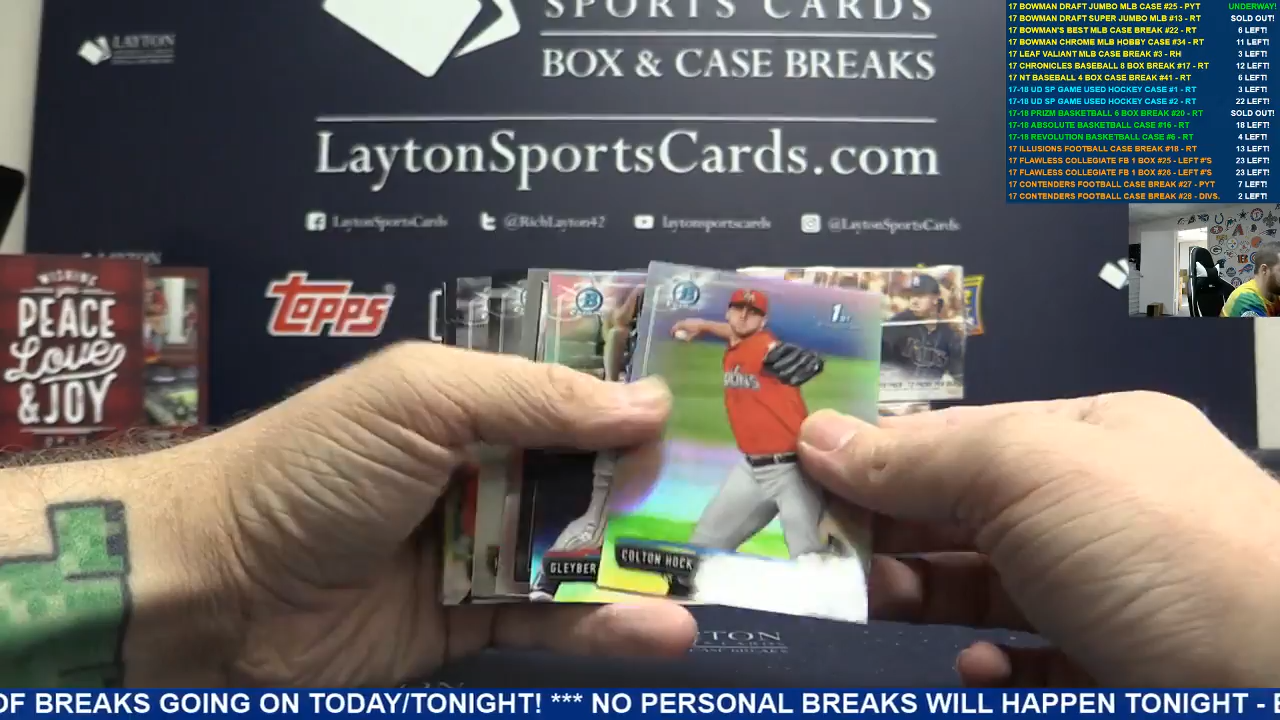 SPORTS CARDS
BOX & CASE BREAKS
LAYTON
LaytonSportsCards.com
LaytonSportsCards
@RichLayton42
laytonsportscards
@LaytonSportsCards
17 BOWMAN DRAFT JUMBO MLB CASE #25 - PYT UNDERWAY!
17 BOWMAN DRAFT SUPER JUMBO MLB #13 - RT SOLD OUT!
17 BOWMAN'S BEST MLB CASE BREAK #22 - RT 6 LEFT!
17 BOWMAN CHROME MLB HOBBY CASE #34 - RT 11 LEFT!
17 LEAF VALIANT MLB CASE BREAK #3 - RH 3 LEFT!
17 CHRONICLES BASEBALL 8 BOX BREAK #17 - RT 12 LEFT!
17 NT BASEBALL 4 BOX CASE BREAK #41 - RT 6 LEFT!
17-18 UD SP GAME USED HOCKEY CASE #1 - RT 3 LEFT!
17-18 UD SP GAME USED HOCKEY CASE #2 - RT 22 LEFT!
17-18 PRIZM BASKETBALL 6 BOX BREAK #20 - RT SOLD OUT!
17-18 ABSOLUTE BASKETBALL CASE #16 - RT 18 LEFT!
17-18 REVOLUTION BASKETBALL CASE #6 - RT 4 LEFT!
17 ILLUSIONS FOOTBALL CASE BREAK #18 - RT 13 LEFT!
17 FLAWLESS COLLEGIATE FB 1 BOX #25 - LEFT #'S 23 LEFT!
17 FLAWLESS COLLEGIATE FB 1 BOX #26 - LEFT #'S 23 LEFT!
17 CONTENDERS FOOTBALL CASE BREAK #27 - PYT 7 LEFT!
17 CONTENDERS FOOTBALL CASE BREAK #28 - DIVS. 2 LEFT!
WISHING
PEACE
Love
& JOY
TOPPS
1ST
COLTON HOCK
GLEYBER
OF BREAKS GOING ON TODAY/TONIGHT! *** NO PERSONAL BREAKS WILL HAPPEN TONIGHT -